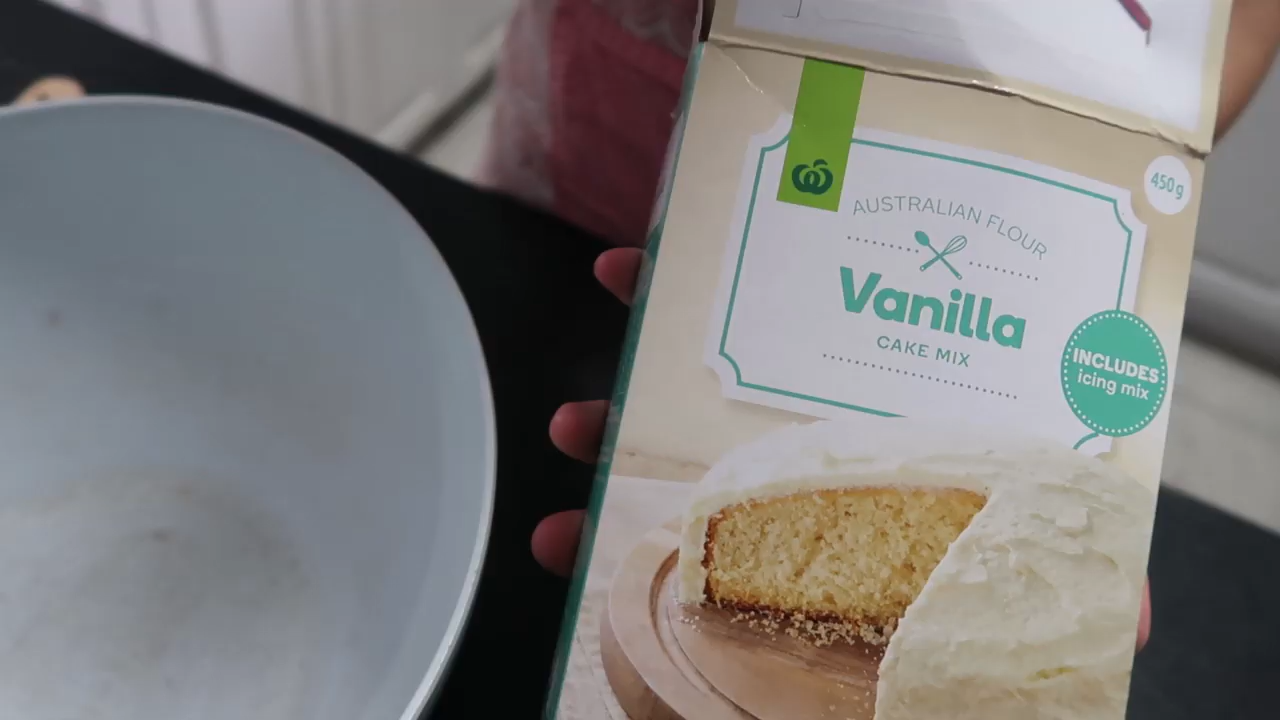 450g
AUSTRALIAN FLOUR
Vanilla
CAKE MIX
INCLUDES
icing mix